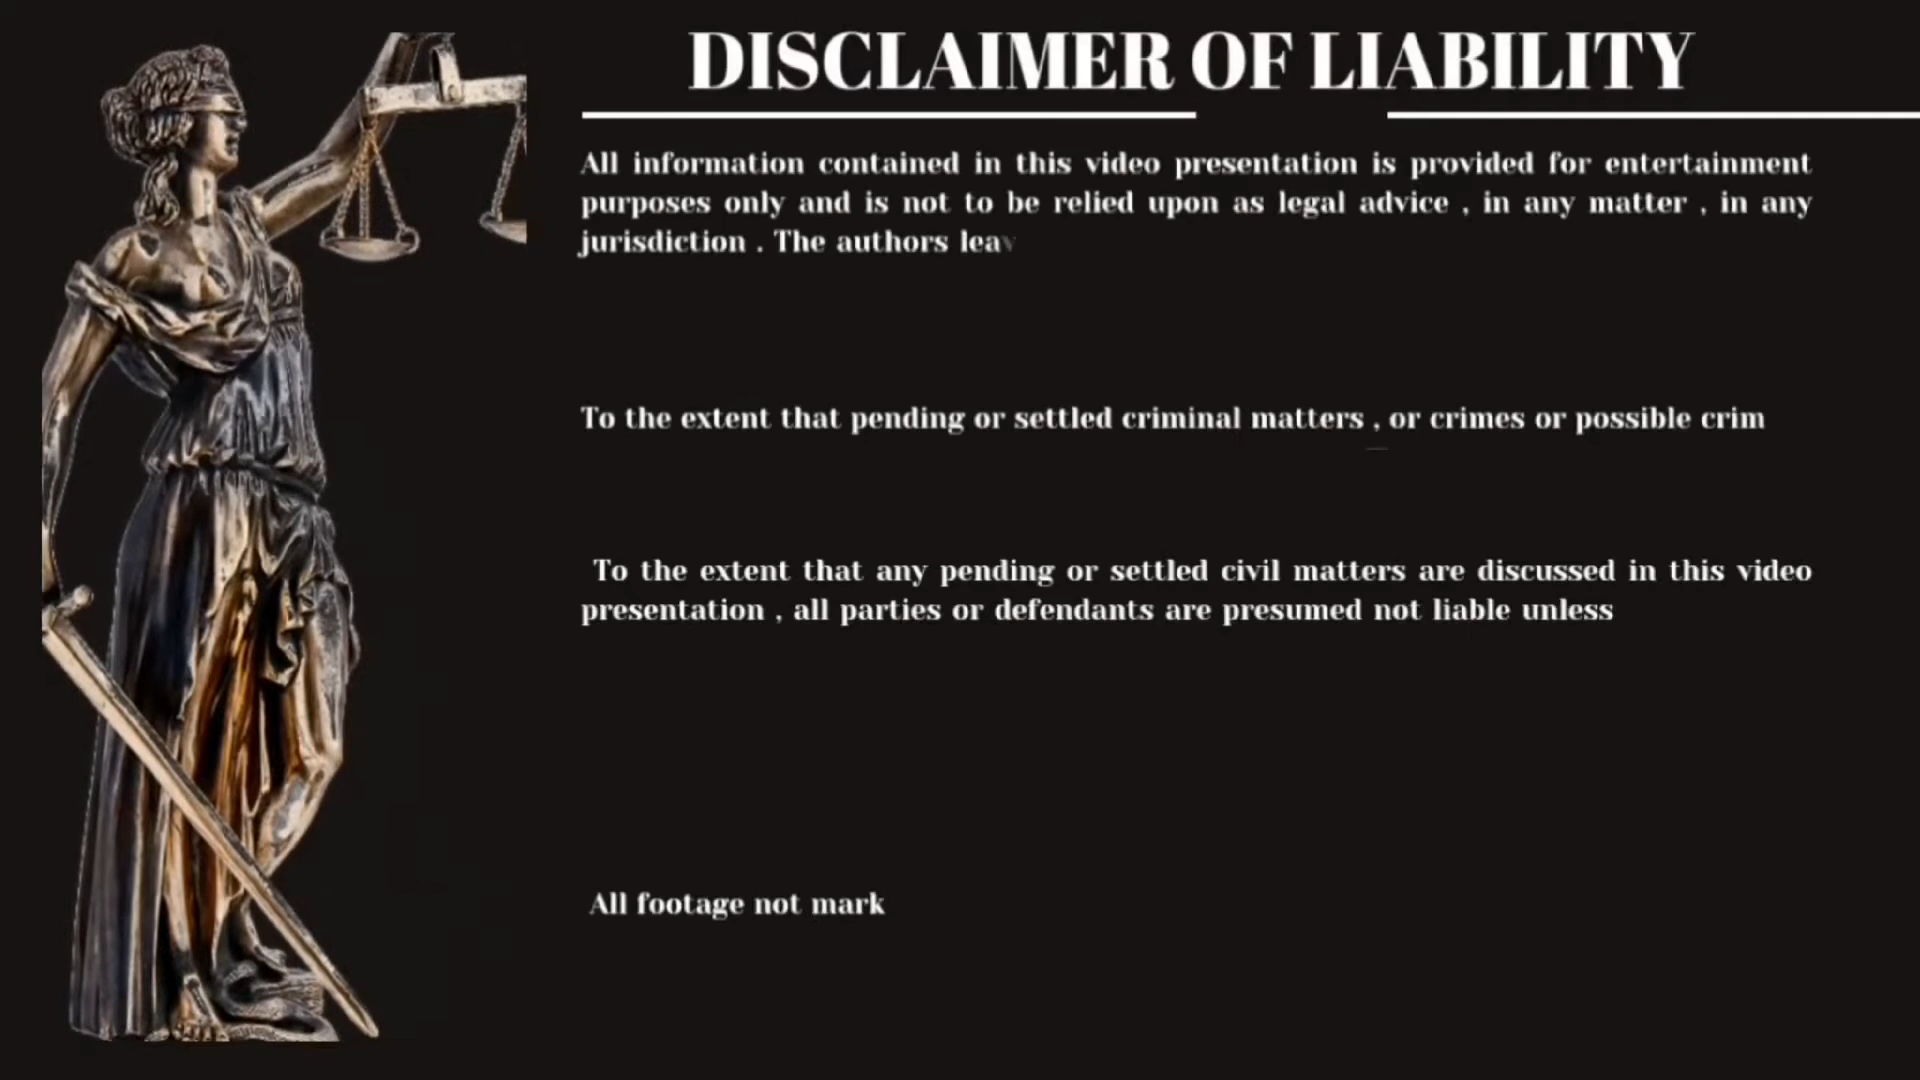 DISCLAIMER OF LIABILITY
All information contained in this video presentation is provided for entertainment
purposes only and is not to be relied upon as legal advice , in any matter , in any
jurisdiction . The authors leav
To the extent that pending or settled criminal matters , or crimes or possible crim
To the extent that any pending or settled civil matters are discussed in this video
presentation , all parties or defendants are presumed not liable unless
All footage not mark